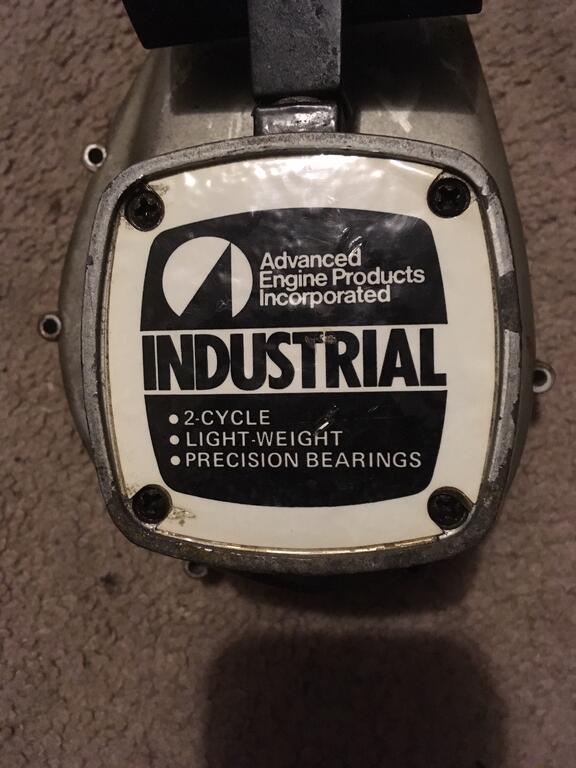 Advanced
Engine Products
Incorporated
INDUSTRIAL
• 2-CYCLE
• LIGHT-WEIGHT
• PRECISION BEARINGS